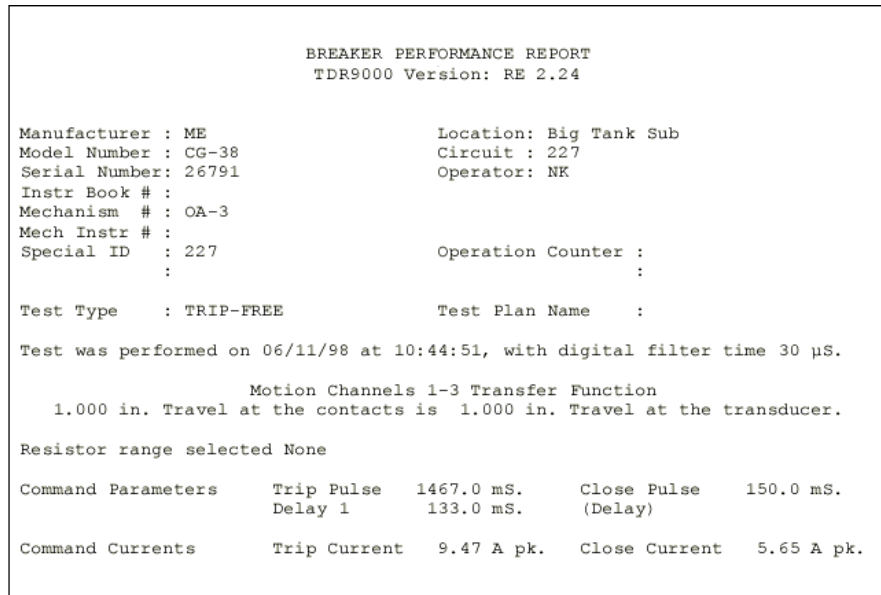 BREAKER PERFORMANCE REPORT
TDR9000 Version: RE 2.24
Manufacturer : ME Location: Big Tank Sub
Model Number : CG-38 Circuit : 227
Serial Number: 26791 Operator: NK
Instr Book # :
Mechanism # : OA-3
Mech Instr # :
Special ID : 227 Operation Counter :
: :
Test Type : TRIP-FREE Test Plan Name :
Test was performed on 06/11/98 at 10:44:51, with digital filter time 30 µS.
Motion Channels 1-3 Transfer Function
1.000 in. Travel at the contacts is 1.000 in. Travel at the transducer.
Resistor range selected None
Command Parameters Trip Pulse 1467.0 mS. Close Pulse 150.0 mS.
Delay 1 133.0 mS. (Delay)
Command Currents Trip Current 9.47 A pk. Close Current 5.65 A pk.